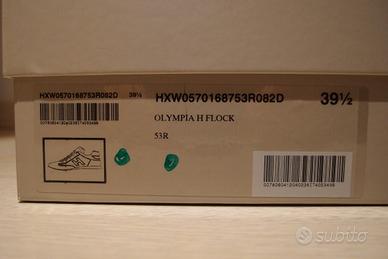 HXW0570168753R082D 39½
HXW0570168753R082D 39½
OLYMPIA H FLOCK
53R
subito